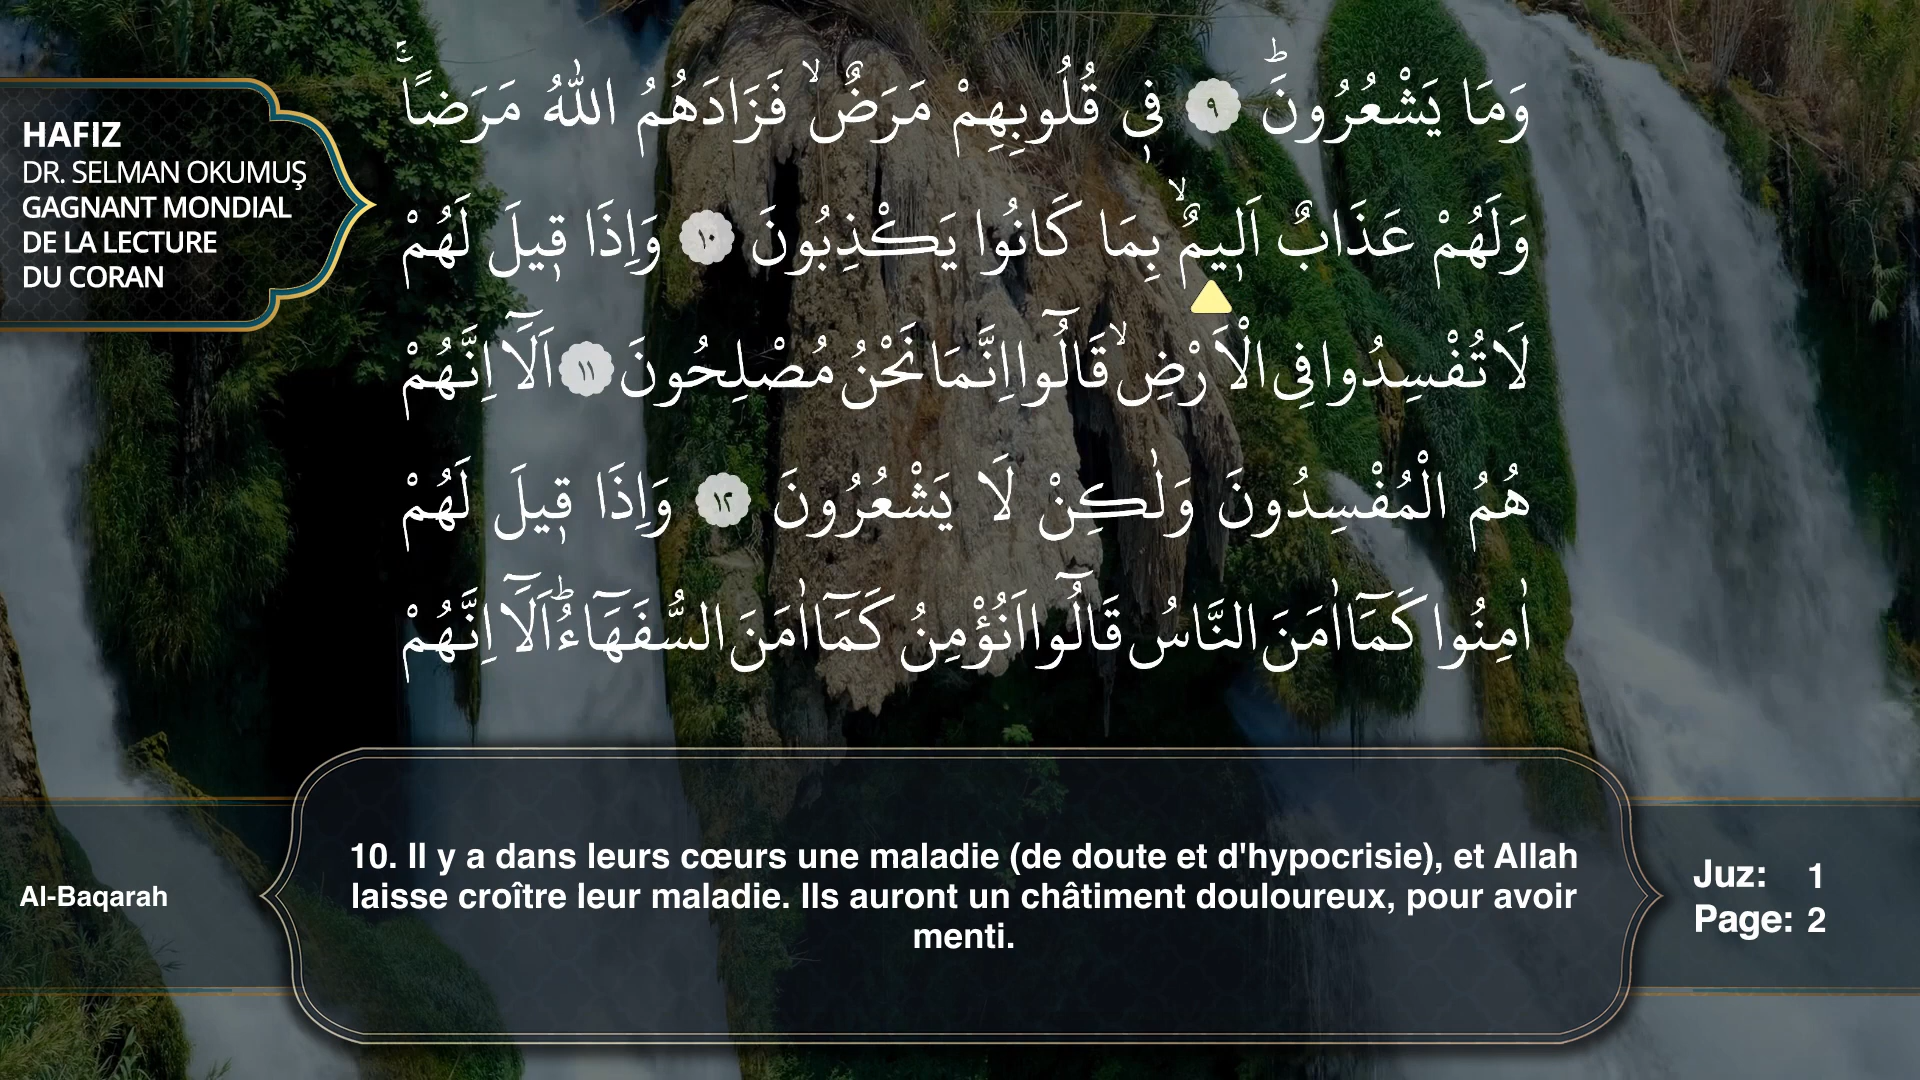 وَمَا يَشْعُرُونَۜ ﴿٩﴾ ف۪ي قُلُوبِهِمْ مَرَضٌۙ فَزَادَهُمُ اللّٰهُ مَرَضاًۚ
وَلَهُمْ عَذَابٌ اَل۪يمٌۙ بِمَا كَانُوا يَكْذِبُونَ ﴿١٠﴾ وَاِذَا ق۪يلَ لَهُمْ
لَا تُفْسِدُوا فِي الْاَرْضِۙ قَالُٓوا اِنَّمَا نَحْنُ مُصْلِحُونَ ﴿١١﴾ اَلَٓا اِنَّهُمْ
هُمُ الْمُفْسِدُونَ وَلٰكِنْ لَا يَشْعُرُونَ ﴿١٢﴾ وَاِذَا ق۪يلَ لَهُمْ
اٰمِنُوا كَمَٓا اٰمَنَ النَّاسُ قَالُٓوا اَنُؤْمِنُ كَمَٓا اٰمَنَ السُّفَهَٓاءُۜ اَلَٓا اِنَّهُمْ
HAFIZ
DR. SELMAN OKUMUŞ
GAGNANT MONDIAL
DE LA LECTURE
DU CORAN
10. Il y a dans leurs cœurs une maladie (de doute et d'hypocrisie), et Allah
laisse croître leur maladie. Ils auront un châtiment douloureux, pour avoir
menti.
Al-Baqarah
Juz: 1
Page: 2